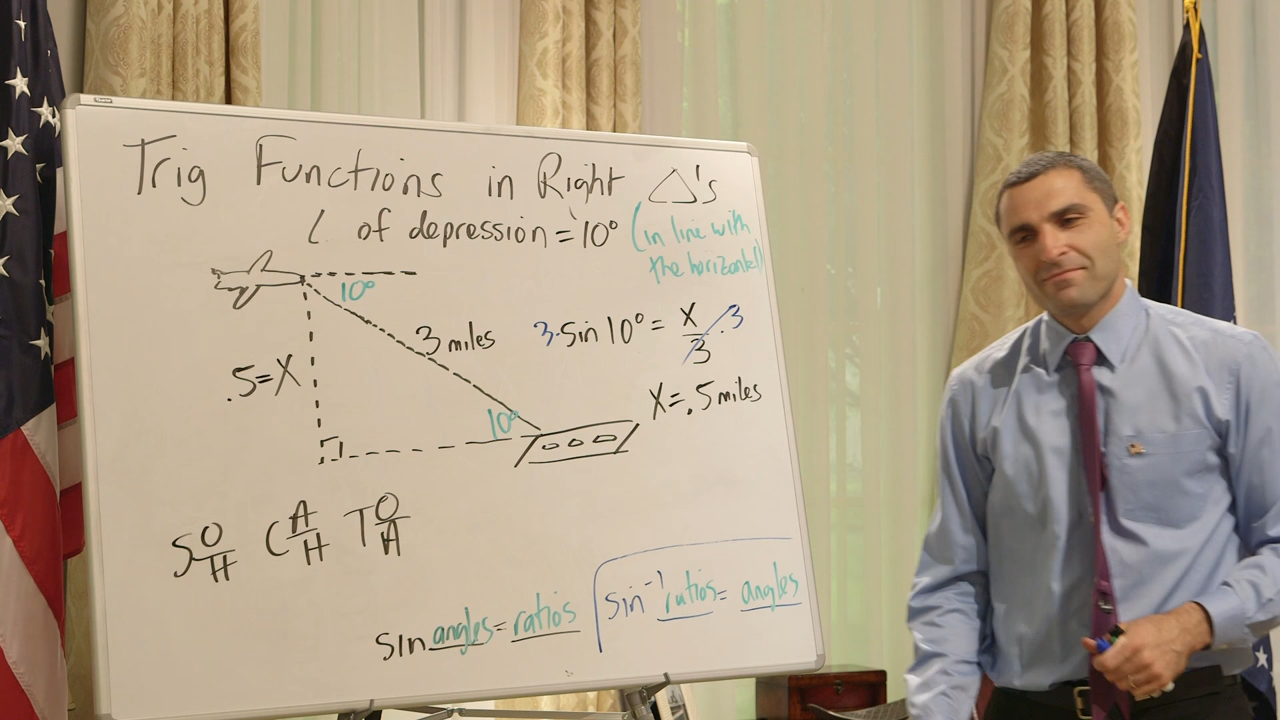 Trig Functions in Right △'s
∠ of depression = 10° (in line with
the horizontal)
10°
3 miles
3·Sin 10° = X/3 ·3
.5=X
X=.5 miles
10°
S O/H C A/H T O/A
sin angles = ratios
sin⁻¹ ratios = angles